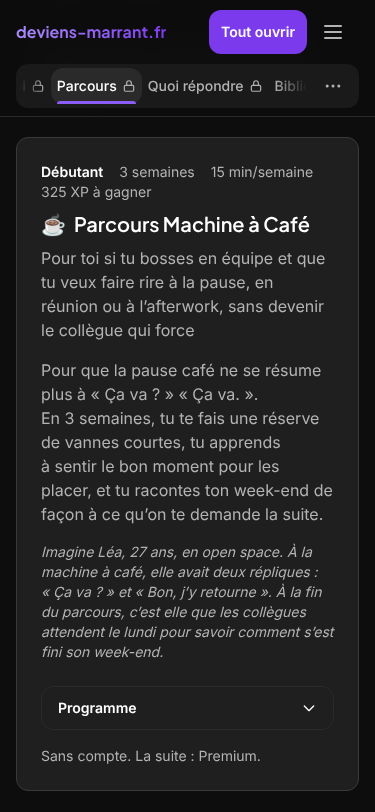 deviens-marrant.fr
Tout ouvrir
Parcours
Quoi répondre
Bibli
Débutant 3 semaines 15 min/semaine
325 XP à gagner
☕ Parcours Machine à Café
Pour toi si tu bosses en équipe et que
tu veux faire rire à la pause, en
réunion ou à l’afterwork, sans devenir
le collègue qui force
Pour que la pause café ne se résume
plus à « Ça va ? » « Ça va. ».
En 3 semaines, tu te fais une réserve
de vannes courtes, tu apprends
à sentir le bon moment pour les
placer, et tu racontes ton week-end de
façon à ce qu’on te demande la suite.
Imagine Léa, 27 ans, en open space. À la
machine à café, elle avait deux répliques :
« Ça va ? » et « Bon, j’y retourne ». À la fin
du parcours, c’est elle que les collègues
attendent le lundi pour savoir comment s’est
fini son week-end.
Programme
Sans compte. La suite : Premium.